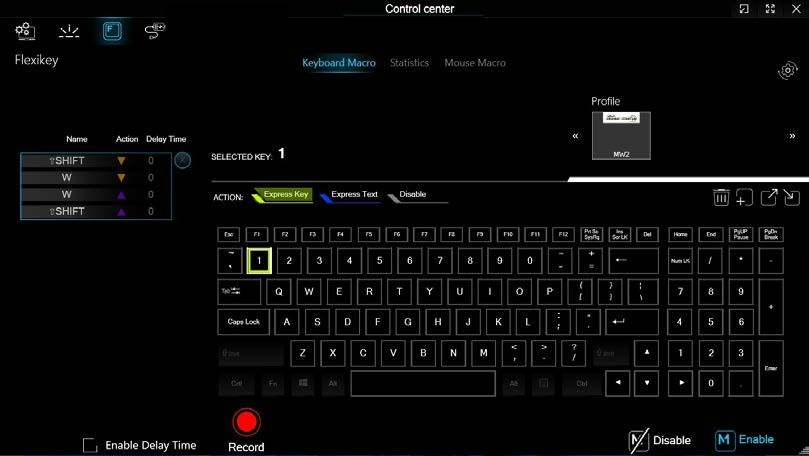 Control center
Flexikey
Keyboard Macro Statistics Mouse Macro
Profile
MW2
« »
Name Action Delay Time
⇧SHIFT 0
W 0
W 0
⇧SHIFT 0
SELECTED KEY: 1
ACTION: Express Key Express Text Disable
Esc F1 F2 F3 F4 F5 F6 F7 F8 F9 F10 F11 F12 Prt Sc SysRq Ins Scr LK Del Home End PgUP Pause PgDn Break
~ ` 1 2 3 4 5 6 7 8 9 0 - - + = ← Num LK / * -
Tab Q W E R T Y U I O P { [ } ] | \ 7 8 9 +
Caps Lock A S D F G H J K L : ; " ' ↵ 4 5 6
⇧ Z X C V B N M < , > . ? / ⇧ ▲ 1 2 3 Enter
Ctrl Fn Alt Alt Ctrl ◄ ▼ ► 0 .
Enable Delay Time
Record
M Disable
M Enable